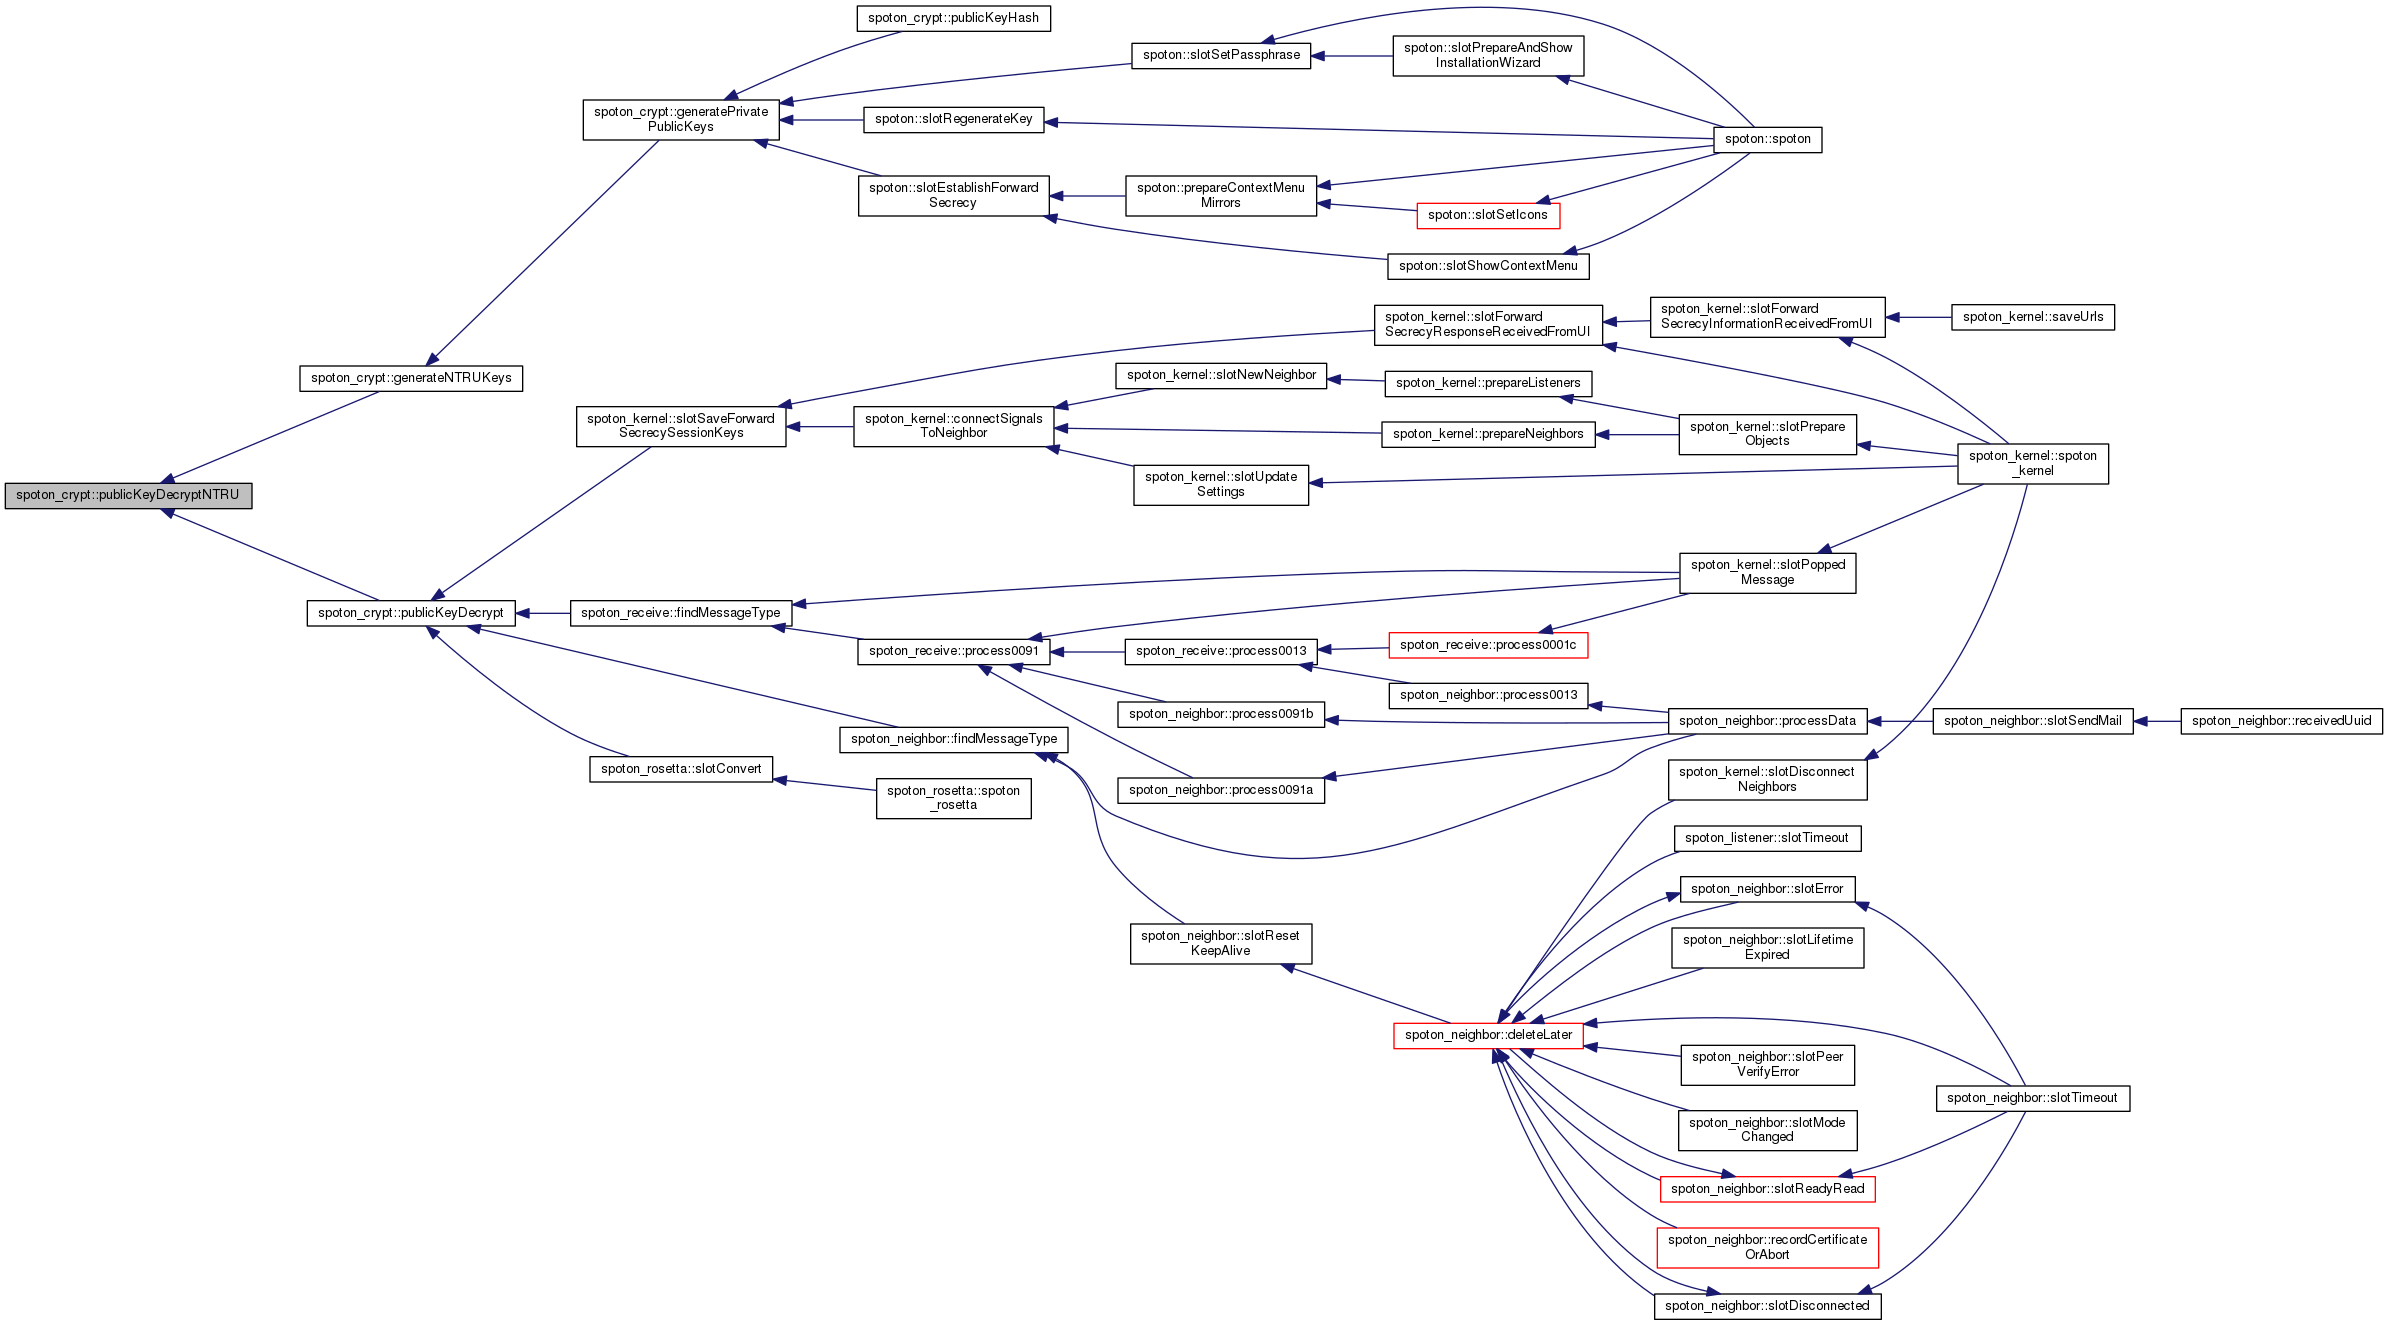 spoton_crypt::publicKeyHash
spoton::slotSetPassphrase
spoton::slotPrepareAndShow
InstallationWizard
spoton_crypt::generatePrivate
PublicKeys
spoton::slotRegenerateKey
spoton::spoton
spoton::slotEstablishForward
Secrecy
spoton::prepareContextMenu
Mirrors
spoton::slotSetIcons
spoton::slotShowContextMenu
spoton_kernel::slotForward
SecrecyResponseReceivedFromUI
spoton_kernel::slotForward
SecrecyInformationReceivedFromUI
spoton_kernel::saveUrls
spoton_crypt::generateNTRUKeys
spoton_kernel::slotNewNeighbor
spoton_kernel::prepareListeners
spoton_kernel::slotSaveForward
SecrecySessionKeys
spoton_kernel::connectSignals
ToNeighbor
spoton_kernel::prepareNeighbors
spoton_kernel::slotPrepare
Objects
spoton_kernel::spoton
_kernel
spoton_kernel::slotUpdate
Settings
spoton_crypt::publicKeyDecryptNTRU
spoton_kernel::slotPopped
Message
spoton_crypt::publicKeyDecrypt
spoton_receive::findMessageType
spoton_receive::process0091
spoton_receive::process0013
spoton_receive::process0001c
spoton_neighbor::process0013
spoton_neighbor::process0091b
spoton_neighbor::processData
spoton_neighbor::slotSendMail
spoton_neighbor::receivedUuid
spoton_neighbor::findMessageType
spoton_rosetta::slotConvert
spoton_rosetta::spoton
_rosetta
spoton_neighbor::process0091a
spoton_kernel::slotDisconnect
Neighbors
spoton_listener::slotTimeout
spoton_neighbor::slotError
spoton_neighbor::slotReset
KeepAlive
spoton_neighbor::slotLifetime
Expired
spoton_neighbor::deleteLater
spoton_neighbor::slotPeer
VerifyError
spoton_neighbor::slotTimeout
spoton_neighbor::slotMode
Changed
spoton_neighbor::slotReadyRead
spoton_neighbor::recordCertificate
OrAbort
spoton_neighbor::slotDisconnected